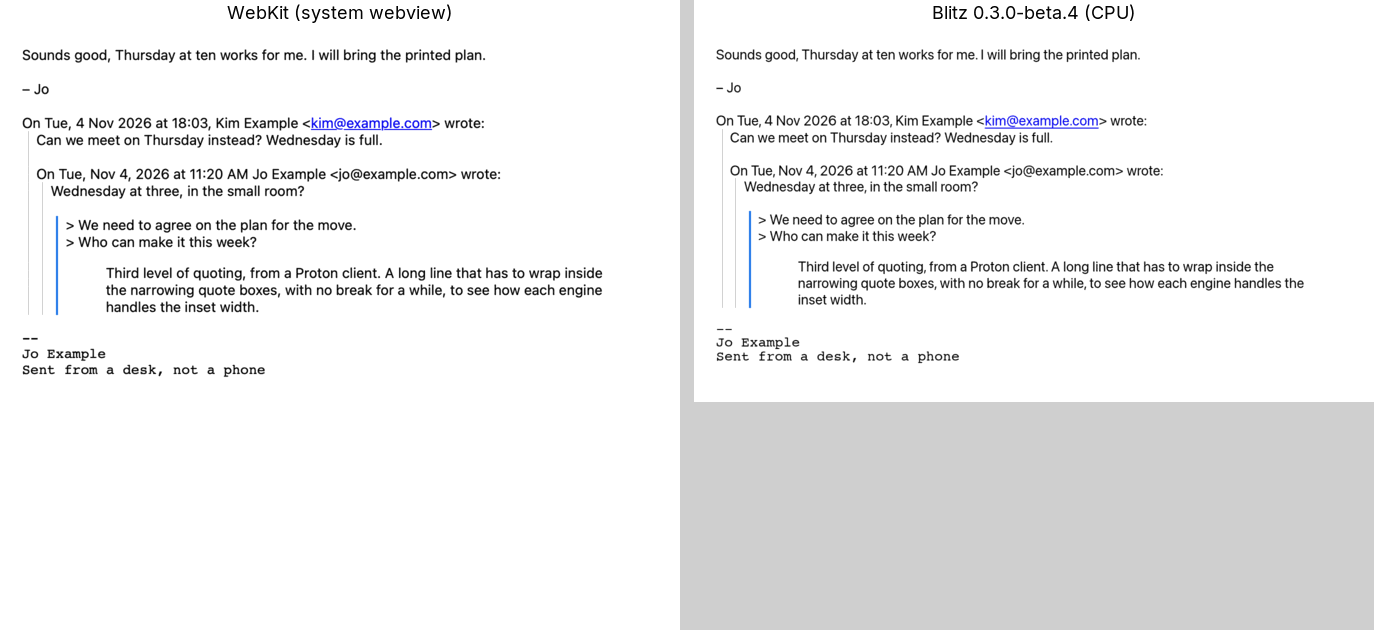 WebKit (system webview)
Sounds good, Thursday at ten works for me. I will bring the printed plan.
– Jo
On Tue, 4 Nov 2026 at 18:03, Kim Example <kim@example.com> wrote:
Can we meet on Thursday instead? Wednesday is full.
On Tue, Nov 4, 2026 at 11:20 AM Jo Example <jo@example.com> wrote:
Wednesday at three, in the small room?
> We need to agree on the plan for the move.
> Who can make it this week?
Third level of quoting, from a Proton client. A long line that has to wrap inside
the narrowing quote boxes, with no break for a while, to see how each engine
handles the inset width.
--
Jo Example
Sent from a desk, not a phone
Blitz 0.3.0-beta.4 (CPU)
Sounds good, Thursday at ten works for me. I will bring the printed plan.
– Jo
On Tue, 4 Nov 2026 at 18:03, Kim Example <kim@example.com> wrote:
Can we meet on Thursday instead? Wednesday is full.
On Tue, Nov 4, 2026 at 11:20 AM Jo Example <jo@example.com> wrote:
Wednesday at three, in the small room?
> We need to agree on the plan for the move.
> Who can make it this week?
Third level of quoting, from a Proton client. A long line that has to wrap inside the
narrowing quote boxes, with no break for a while, to see how each engine handles the
inset width.
--
Jo Example
Sent from a desk, not a phone